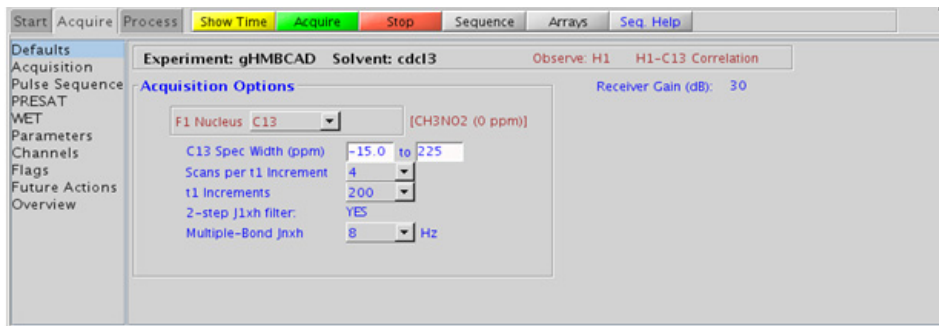 Start Acquire Process Show Time Acquire Stop Sequence Arrays Seq. Help
Defaults
Acquisition
Pulse Sequence
PRESAT
WET
Parameters
Channels
Flags
Future Actions
Overview
Experiment: gHMBCAD Solvent: cdcl3 Observe: H1 H1-C13 Correlation
Acquisition Options Receiver Gain (dB): 30
F1 Nucleus C13 [CH3NO2 (0 ppm)]
C13 Spec Width (ppm) -15.0 to 225
Scans per t1 Increment 4
t1 Increments 200
2-step J1xh filter: YES
Multiple-Bond Jnxh 8 Hz